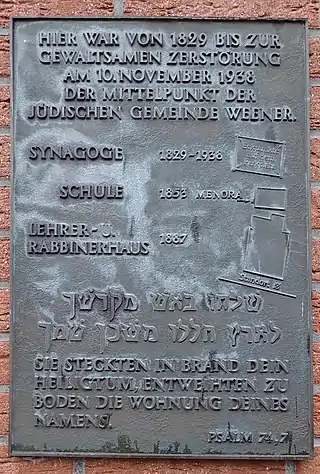 HIER WAR VON 1829 BIS ZUR
GEWALTSAMEN ZERSTÖRUNG
AM 10. NOVEMBER 1938
DER MITTELPUNKT DER
JÜDISCHEN GEMEINDE WEENER.
SYNAGOGE 1829-1938
SCHULE 1853 MENORA
LEHRER- U.
RABBINERHAUS 1887
Standort
שלחו באש מקדשך
לארץ חללו משכן שמך
SIE STECKTEN IN BRAND DEIN
HEILIGTUM, ENTWEIHTEN ZU
BODEN DIE WOHNUNG DEINES
NAMENS.
PSALM 74,7